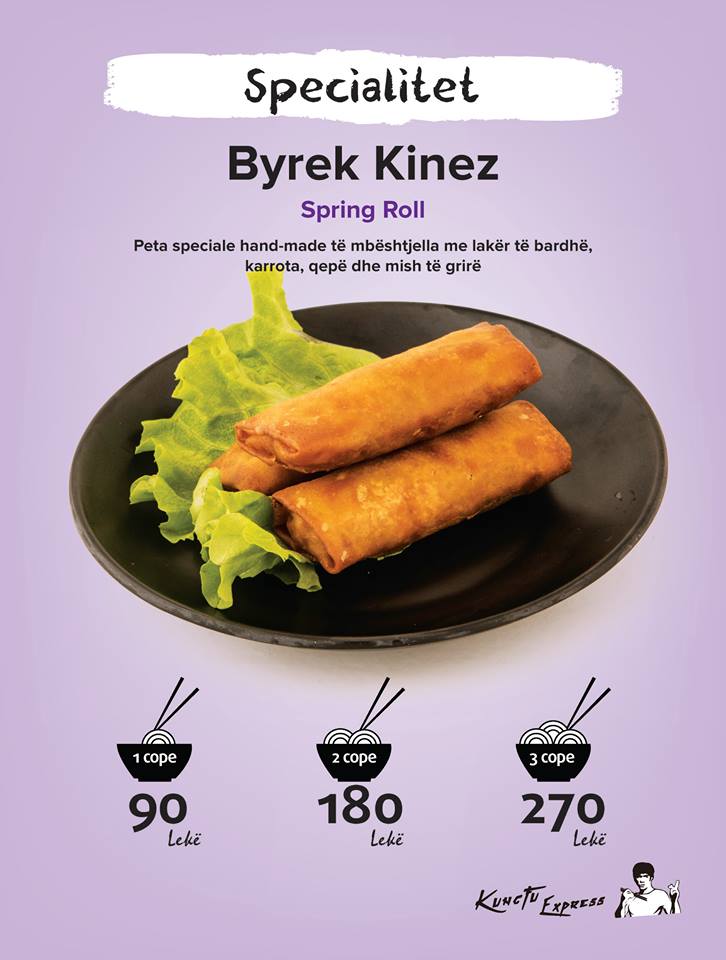 Specialitet
Byrek Kinez
Spring Roll
Peta speciale hand-made të mbështjella me lakër të bardhë,
karrota, qepë dhe mish të grirë
1 cope
2 cope
3 cope
90
180
270
Lekë
Lekë
Lekë
KungFu Express